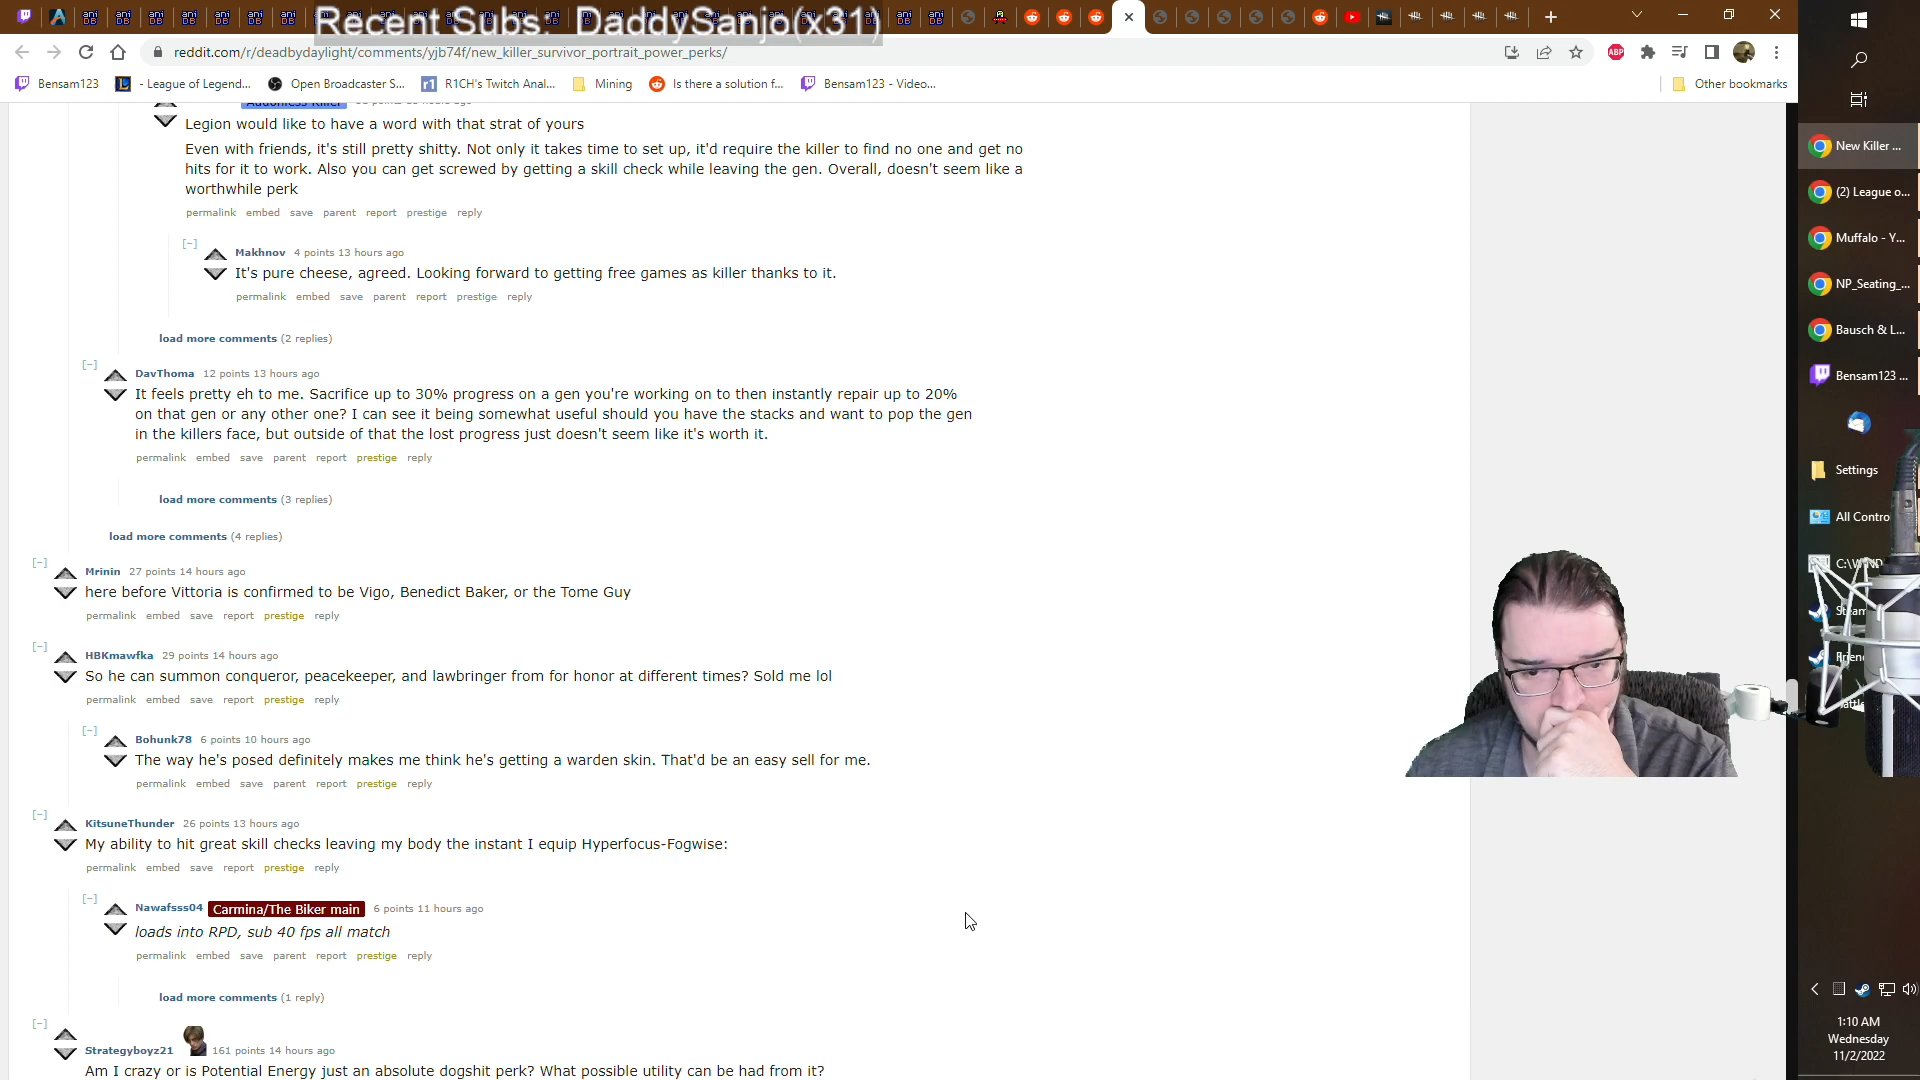 Recent Subs: DaddySanjo(x31)
reddit.com/r/deadbydaylight/comments/yjb74f/new_killer_survivor_portrait_power_perks/
Bensam123
- League of Legend...
Open Broadcaster S...
R1CH's Twitch Anal...
Mining
Is there a solution f...
Bensam123 - Video...
Other bookmarks
Addonless Killer
Legion would like to have a word with that strat of yours
Even with friends, it's still pretty shitty. Not only it takes time to set up, it'd require the killer to find no one and get no
hits for it to work. Also you can get screwed by getting a skill check while leaving the gen. Overall, doesn't seem like a
worthwhile perk
permalink embed save parent report prestige reply
[-]
Makhnov 4 points 13 hours ago
It's pure cheese, agreed. Looking forward to getting free games as killer thanks to it.
permalink embed save parent report prestige reply
load more comments (2 replies)
[-]
DavThoma 12 points 13 hours ago
It feels pretty eh to me. Sacrifice up to 30% progress on a gen you're working on to then instantly repair up to 20%
on that gen or any other one? I can see it being somewhat useful should you have the stacks and want to pop the gen
in the killers face, but outside of that the lost progress just doesn't seem like it's worth it.
permalink embed save parent report prestige reply
load more comments (3 replies)
load more comments (4 replies)
[-]
Mrinin 27 points 14 hours ago
here before Vittoria is confirmed to be Vigo, Benedict Baker, or the Tome Guy
permalink embed save report prestige reply
[-]
HBKmawfka 29 points 14 hours ago
So he can summon conqueror, peacekeeper, and lawbringer from for honor at different times? Sold me lol
permalink embed save report prestige reply
[-]
Bohunk78 6 points 10 hours ago
The way he's posed definitely makes me think he's getting a warden skin. That'd be an easy sell for me.
permalink embed save parent report prestige reply
[-]
KitsuneThunder 26 points 13 hours ago
My ability to hit great skill checks leaving my body the instant I equip Hyperfocus-Fogwise:
permalink embed save report prestige reply
[-]
Nawafsss04 Carmina/The Biker main 6 points 11 hours ago
loads into RPD, sub 40 fps all match
permalink embed save parent report prestige reply
load more comments (1 reply)
[-]
Strategyboyz21 161 points 14 hours ago
Am I crazy or is Potential Energy just an absolute dogshit perk? What possible utility can be had from it?
New Killer ...
(2) League o...
Muffalo - Y...
NP_Seating_...
Bausch & L...
Bensam123 ...
Settings
All Contro
C:\WIND
Steam
Frien
1:10 AM
Wednesday
11/2/2022